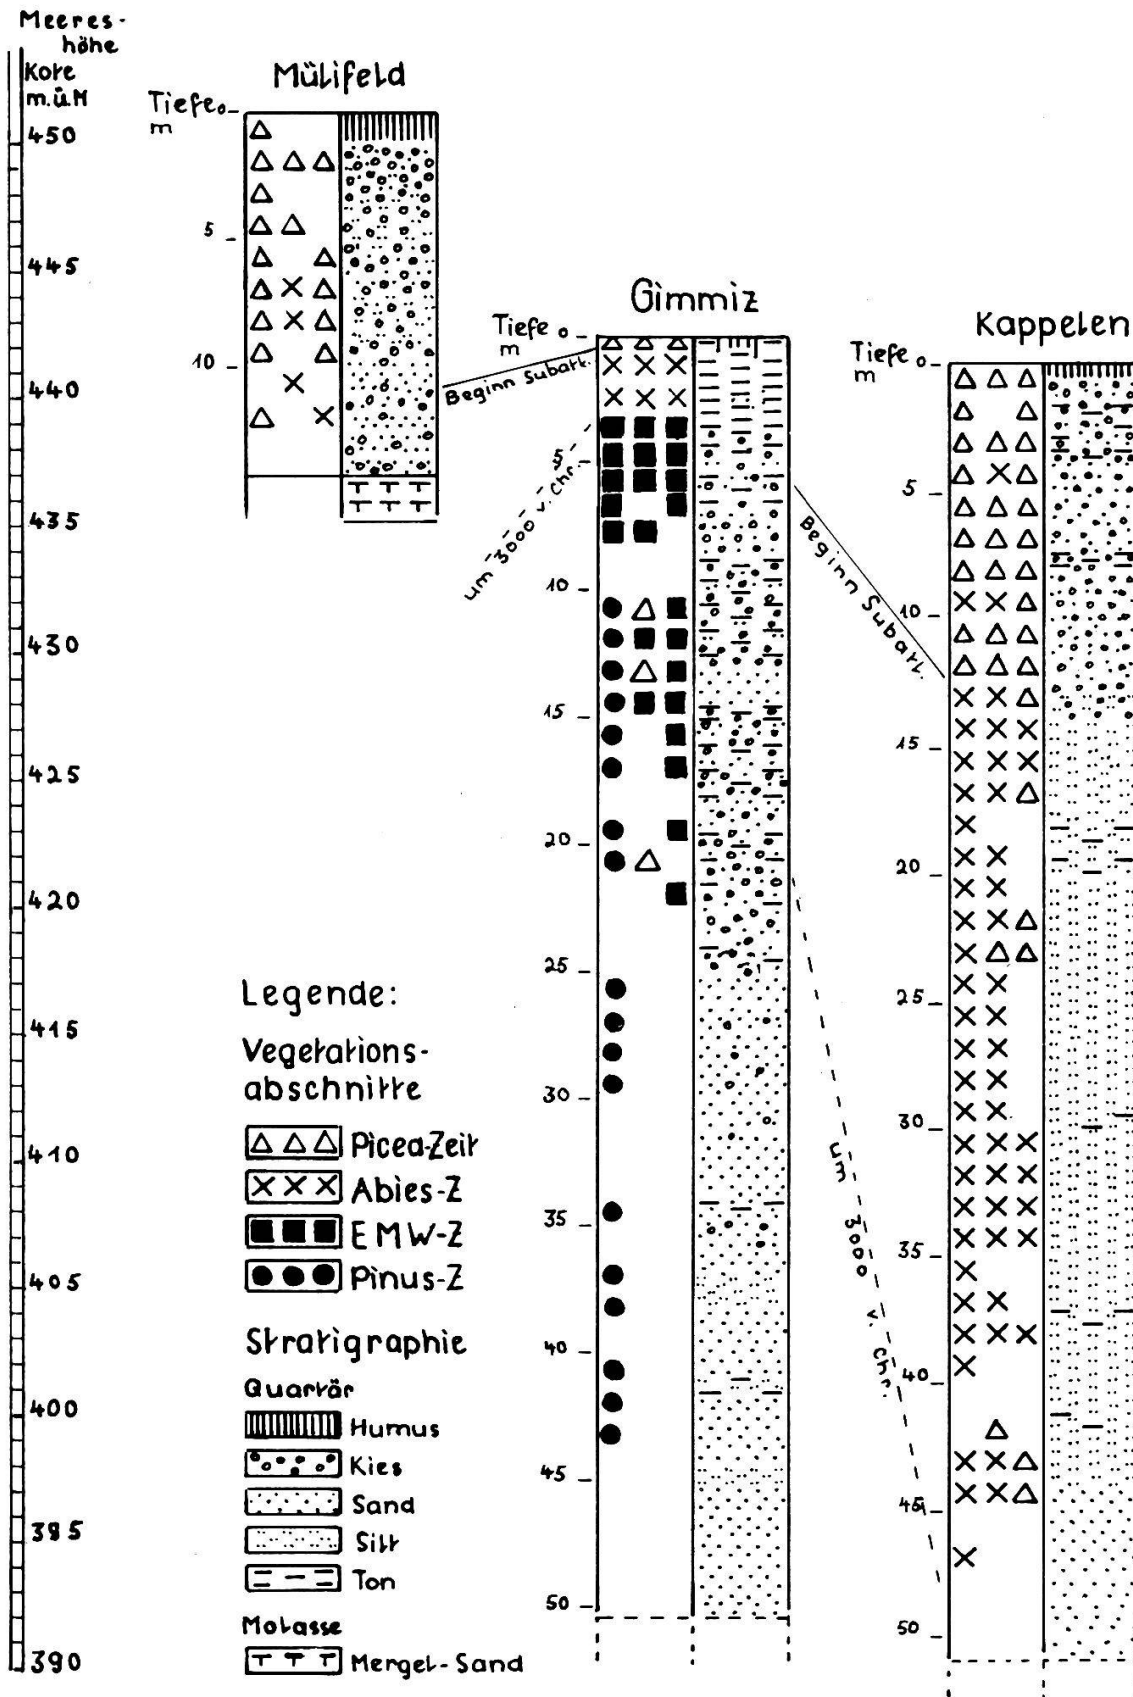 Meeres-
höhe
Kote
m.ü.M
450
445
440
435
430
425
420
415
410
405
400
395
390
Mülifeld
Tiefe 0
m
5
10
Beginn Subatl.
um 3000 v. Chr.
Gimmiz
Tiefe 0
m
5
10
15
20
25
30
35
40
45
50
Beginn Subatl.
um 3000 v. Chr.
Kappelen
Tiefe 0
m
5
10
15
20
25
30
35
40
45
50
Legende:
Vegetations-
abschnitte
Picea-Zeit
Abies-Z
EMW-Z
Pinus-Z
Stratigraphie
Quartär
Humus
Kies
Sand
Silt
Ton
Molasse
Mergel-Sand